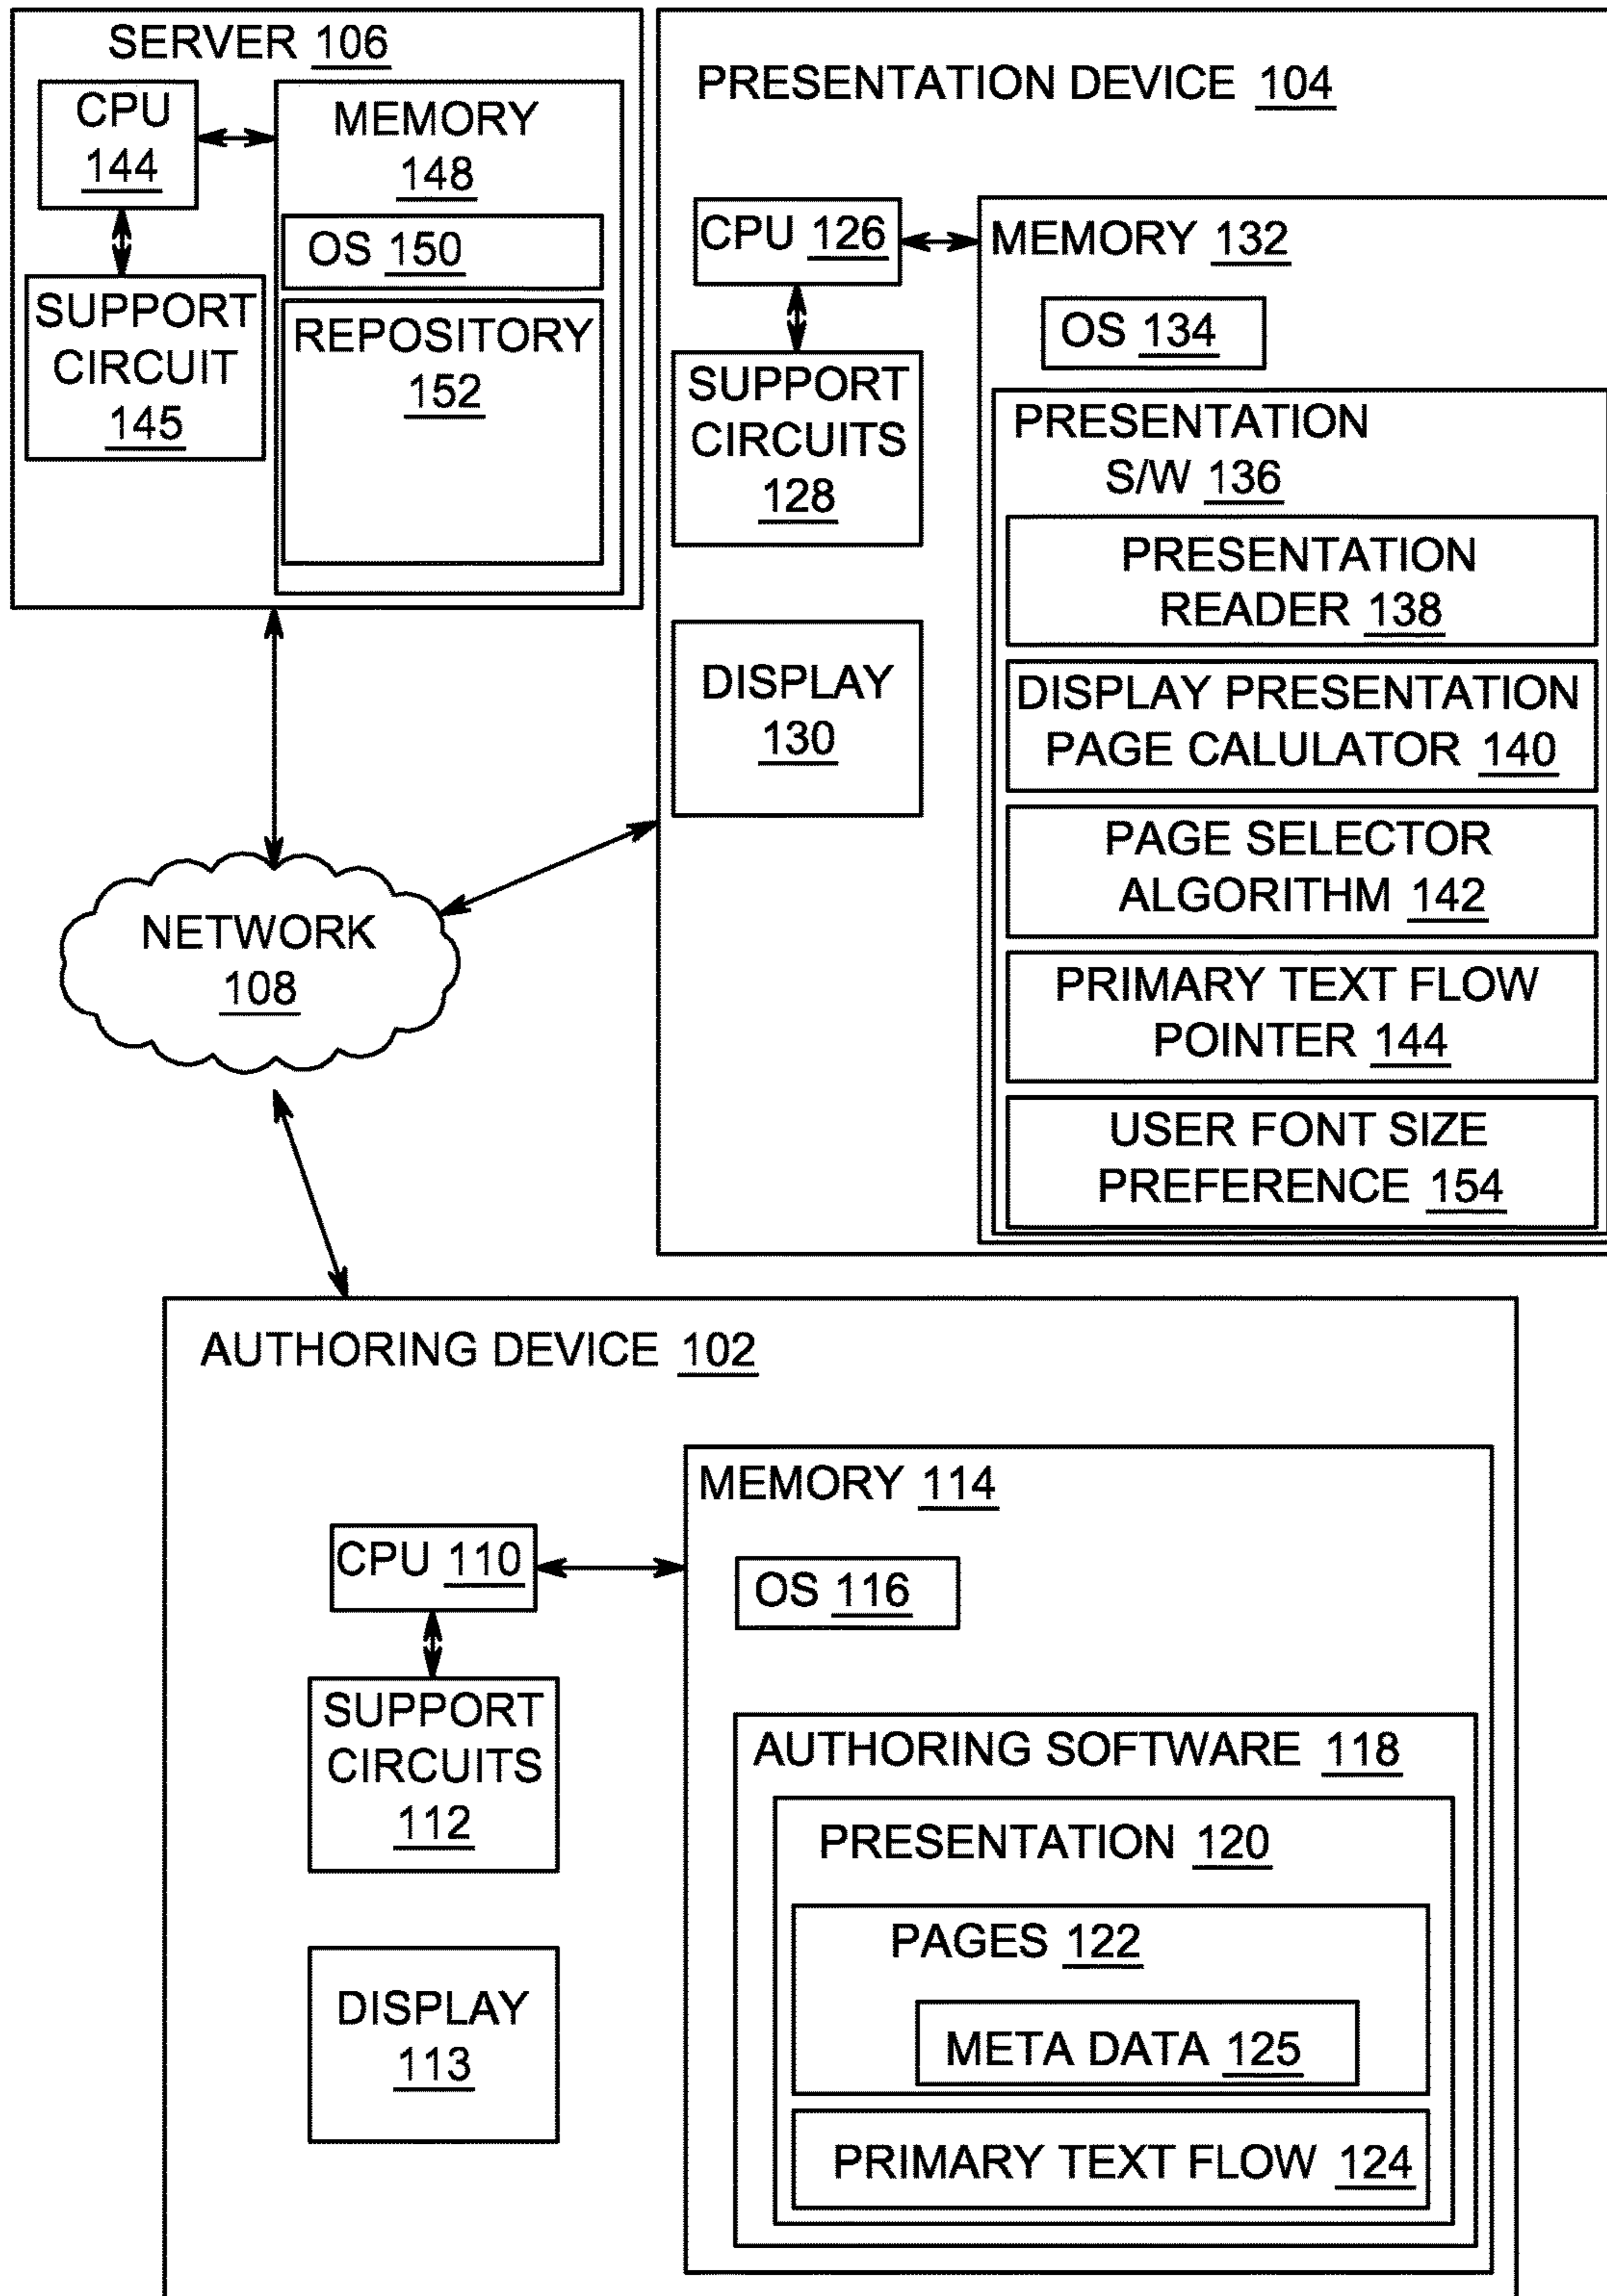 SERVER 106
CPU
144
MEMORY
148
OS 150
SUPPORT
CIRCUIT
145
REPOSITORY
152
PRESENTATION DEVICE 104
CPU 126
MEMORY 132
OS 134
SUPPORT
CIRCUITS
128
PRESENTATION
S/W 136
PRESENTATION
READER 138
DISPLAY
130
DISPLAY PRESENTATION
PAGE CALULATOR 140
PAGE SELECTOR
ALGORITHM 142
PRIMARY TEXT FLOW
POINTER 144
USER FONT SIZE
PREFERENCE 154
NETWORK
108
AUTHORING DEVICE 102
MEMORY 114
CPU 110
OS 116
SUPPORT
CIRCUITS
112
AUTHORING SOFTWARE 118
PRESENTATION 120
PAGES 122
META DATA 125
DISPLAY
113
PRIMARY TEXT FLOW 124